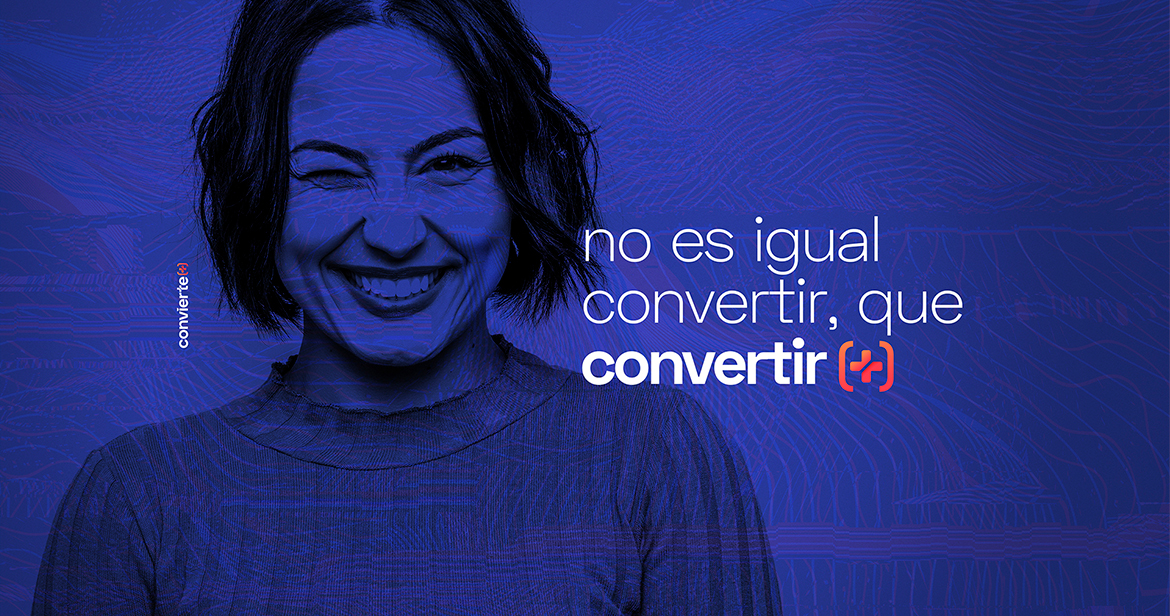 convierte[+]
no es igual
convertir, que
convertir [+]